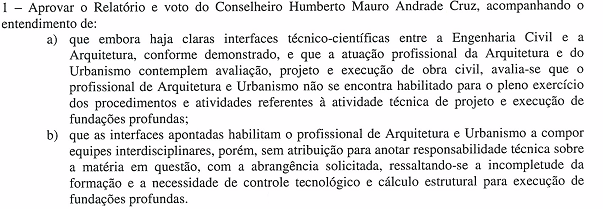 1 – Aprovar o Relatório e voto do Conselheiro Humberto Mauro Andrade Cruz, acompanhando o
entendimento de:
a) que embora haja claras interfaces técnico-científicas entre a Engenharia Civil e a
Arquitetura, conforme demonstrado, e que a atuação profissional da Arquitetura e do
Urbanismo contemplem avaliação, projeto e execução de obra civil, avalia-se que o
profissional de Arquitetura e Urbanismo não se encontra habilitado para o pleno exercício
dos procedimentos e atividades referentes à atividade técnica de projeto e execução de
fundações profundas;
b) que as interfaces apontadas habilitam o profissional de Arquitetura e Urbanismo a compor
equipes interdisciplinares, porém, sem atribuição para anotar responsabilidade técnica sobre
a matéria em questão, com a abrangência solicitada, ressaltando-se a incompletude da
formação e a necessidade de controle tecnológico e cálculo estrutural para execução de
fundações profundas.